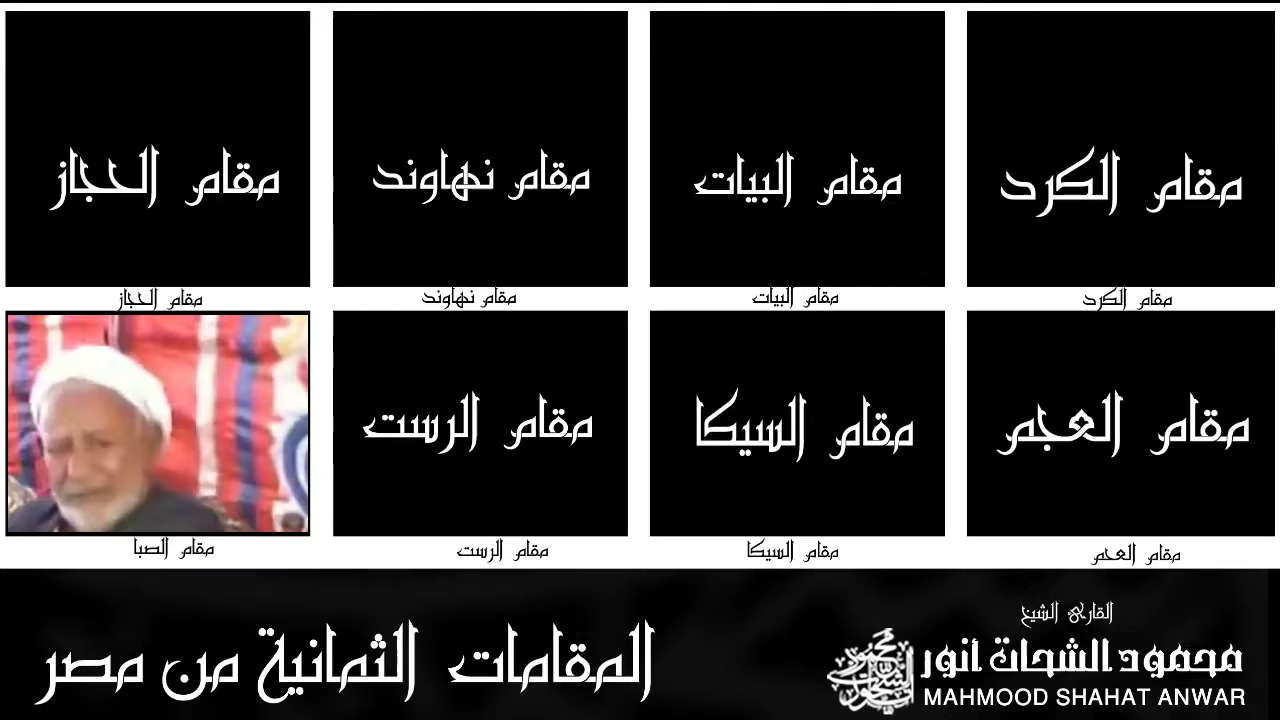 مقام الكرد
مقام البيات
مقام نهاوند
مقام الحجاز
مقام الكرد
مقام البيات
مقام نهاوند
مقام الحجاز
مقام العجم
مقام السيكا
مقام الرست
مقام العجم
مقام السيكا
مقام الرست
مقام الصبا
القارئ الشيخ
محمود الشحات أنور
MAHMOOD SHAHAT ANWAR
المقامات الثمانية من مصر